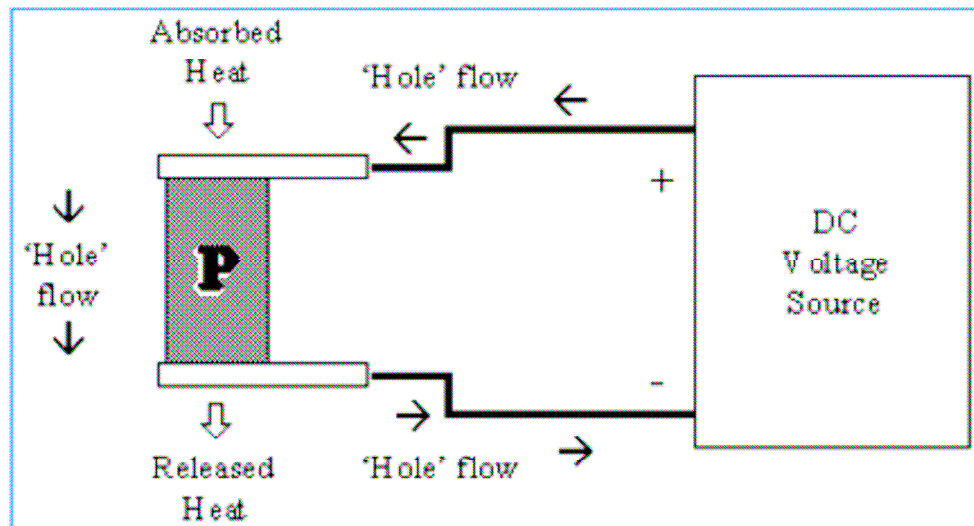 Absorbed
Heat
‘Hole’ flow
+
DC
Voltage
Source
‘Hole’
flow
P
-
Released
Heat
‘Hole’ flow